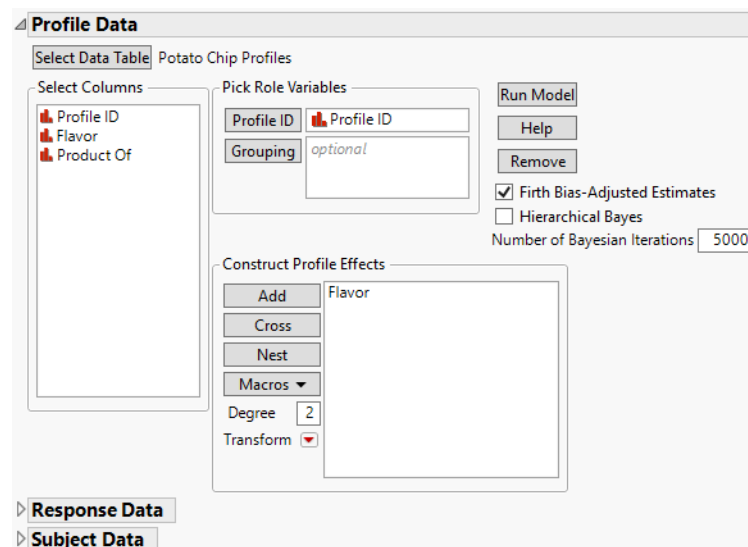 Profile Data
Select Data Table Potato Chip Profiles
Select Columns
Profile ID
Flavor
Product Of
Pick Role Variables
Profile ID Profile ID
Grouping optional
Run Model
Help
Remove
Firth Bias-Adjusted Estimates
Hierarchical Bayes
Number of Bayesian Iterations 5000
Construct Profile Effects
Add Flavor
Cross
Nest
Macros
Degree 2
Transform
Response Data
Subject Data